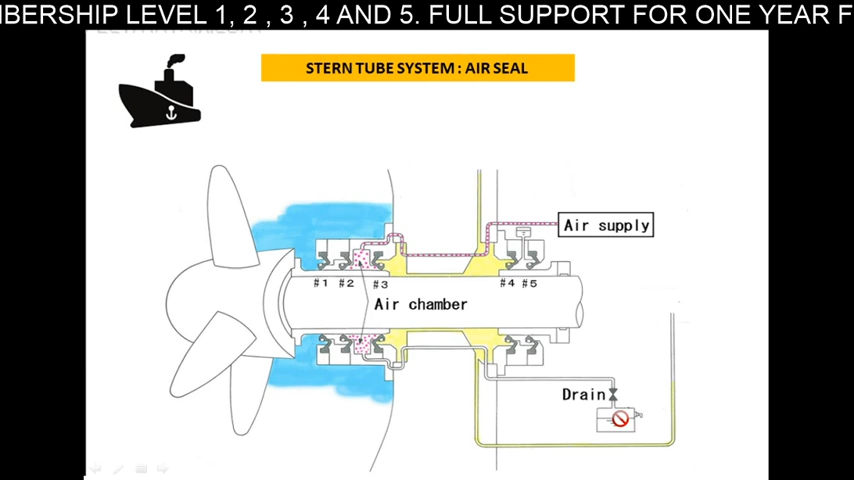 MBERSHIP LEVEL 1, 2 , 3 , 4 AND 5. FULL SUPPORT FOR ONE YEAR F
STERN TUBE SYSTEM : AIR SEAL
Air supply
#1 #2 #3 #4 #5
Air chamber
Drain